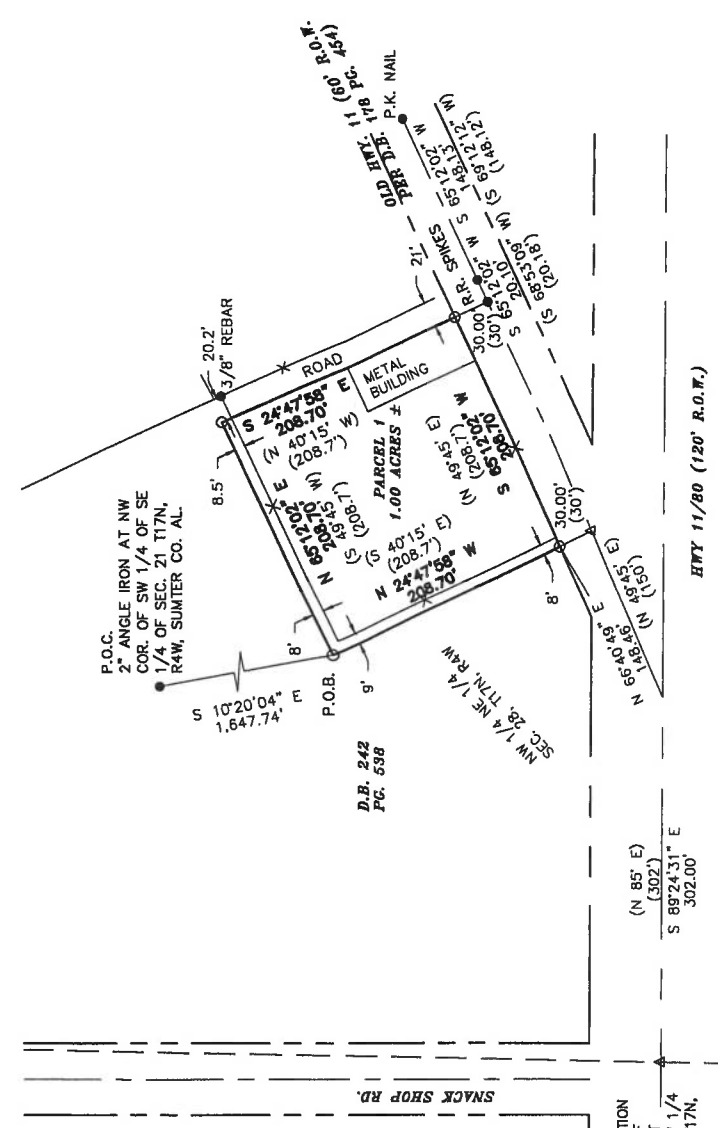 OLD HWY. 11 (60' R.O.W.
PER D.B. 178 PG. 454)
P.K. NAIL
S 65°12'02" W
148.13'
(S 69°12'12" W)
(148.12')
R.R. SPIKES
S 65°12'02" W
20.10'
(S 68°53'09" W)
(20.18')
21'
30.00'
(30')
20.2'
3/8" REBAR
ROAD
METAL
BUILDING
S 24°47'58" E
208.70'
(N 40°15' W)
(208.7')
8.5'
PARCEL 1
1.00 ACRES ±
N 65°12'02" E
208.70'
(S 49°45' W)
(208.7')
(N 49°45' E)
(208.7')
S 65°12'02" W
208.70'
(S 40°15' E)
(208.7')
N 24°47'58" W
208.70'
P.O.C.
2" ANGLE IRON AT NW
COR. OF SW 1/4 OF SE
1/4 OF SEC. 21 T17N,
R4W, SUMTER CO. AL.
S 10°20'04" E
1,647.74'
P.O.B.
8'
9'
8'
30.00'
(30')
NW 1/4 NE 1/4
SEC. 28, T17N, R4W
D.B. 242
PG. 538
N 66°40'49" E
148.46'
(N 49°45' E)
(150')
HWY 11/80 (120' R.O.W.)
(N 85° E)
(302')
S 89°24'31" E
302.00'
SNACK SHOP RD.
TION
1/4
17N,